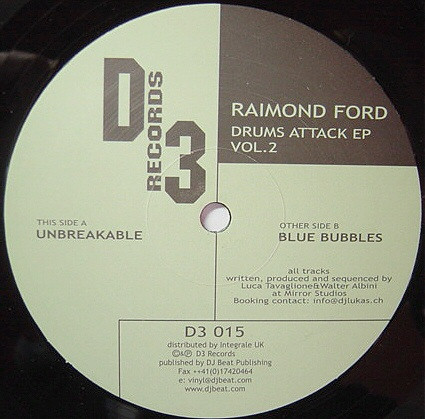 D3
RECORDS
RAIMOND FORD
DRUMS ATTACK EP
VOL.2
THIS SIDE A
UNBREAKABLE
OTHER SIDE B
BLUE BUBBLES
all tracks
written, produced and sequenced by
Luca Tavaglione&Walter Albini
at Mirror Studios
Booking contact: info@djlukas.ch
D3 015
distributed by Integrale UK
©&℗ D3 Records
published by DJ Beat Publishing
Fax ++41(0)17420464
e: vinyl@djbeat.com
www.djbeat.com